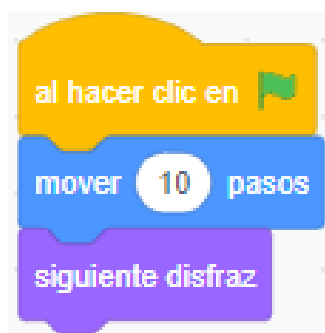 al hacer clic en
mover 10 pasos
siguiente disfraz